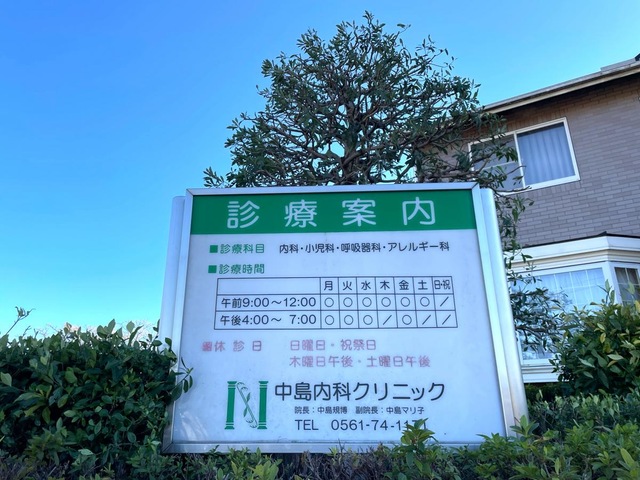 診療案内
■診療科目 内科・小児科・呼吸器科・アレルギー科
■診療時間
月 火 水 木 金 土 日・祝
午前9:00〜12:00 ○ ○ ○ ○ ○ ○ ／
午後4:00〜 7:00 ○ ○ ○ ／ ○ ／ ／
■休診日 日曜日・祝祭日
木曜日午後・土曜日午後
中島内科クリニック
院長:中島規博 副院長:中島マリ子
TEL 0561-74-1